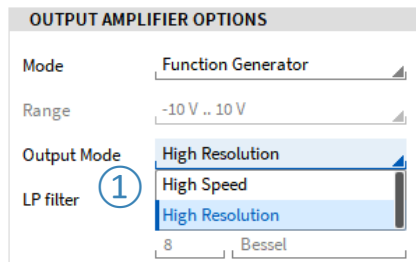 OUTPUT AMPLIFIER OPTIONS
Mode Function Generator
Range -10 V .. 10 V
Output Mode High Resolution
① High Speed
LP filter High Resolution
8 Bessel